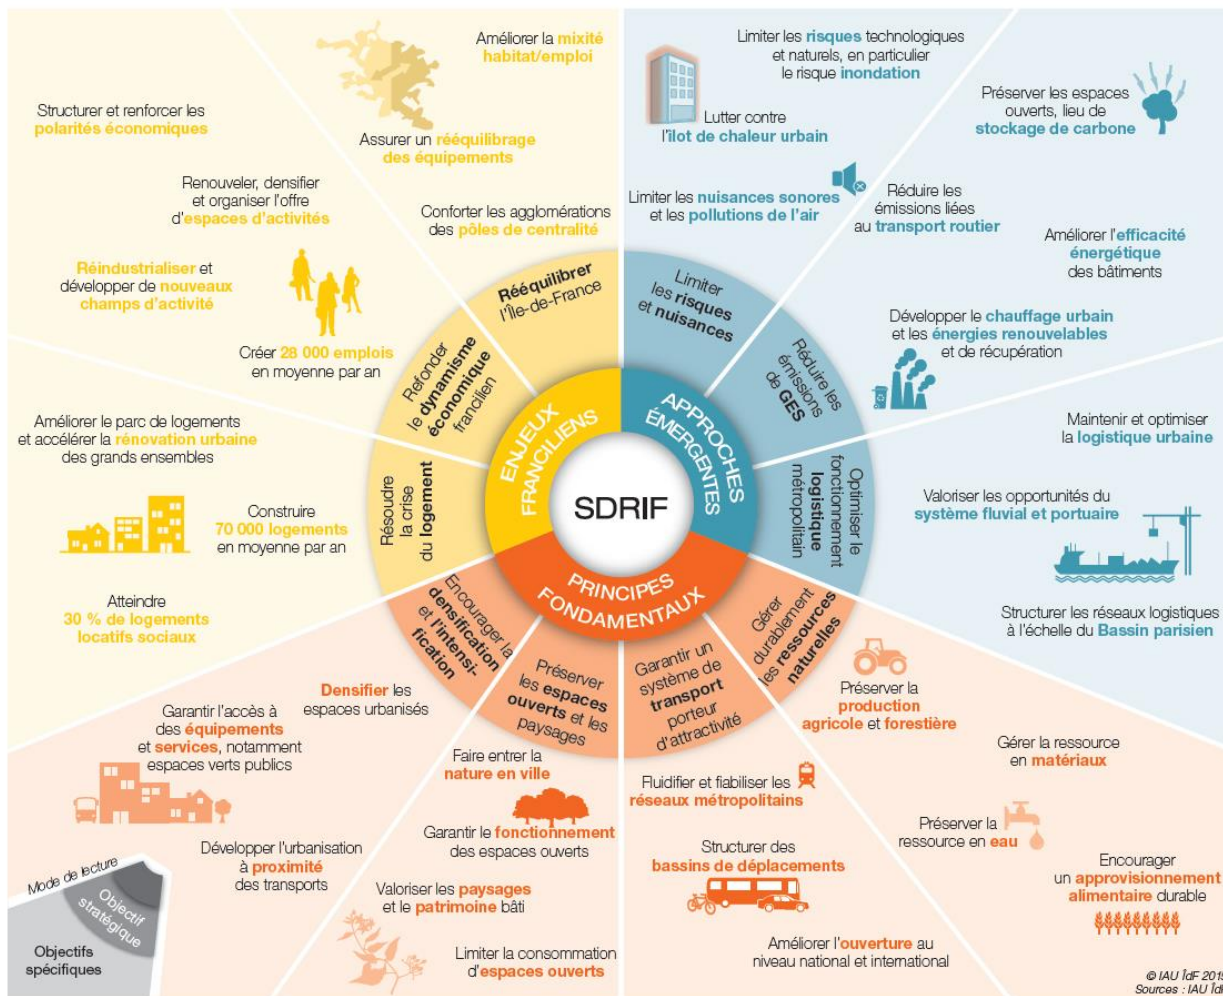 SDRIF
ENJEUX
FRANCILIENS
Rééquilibrer
l'Île-de-France
Améliorer la mixité
habitat/emploi
Assurer un rééquilibrage
des équipements
Conforter les agglomérations
des pôles de centralité
Refonder
le dynamisme
économique
francilien
Structurer et renforcer les
polarités économiques
Renouveler, densifier
et organiser l'offre
d'espaces d'activités
Réindustrialiser et
développer de nouveaux
champs d'activité
Créer 28 000 emplois
en moyenne par an
Résoudre
la crise
du logement
Améliorer le parc de logements
et accélérer la rénovation urbaine
des grands ensembles
Construire
70 000 logements
en moyenne par an
Atteindre
30 % de logements
locatifs sociaux
APPROCHES
ÉMERGENTES
Limiter
les risques
et nuisances
Limiter les risques technologiques
et naturels, en particulier
le risque inondation
Lutter contre
l'îlot de chaleur urbain
Limiter les nuisances sonores
et les pollutions de l'air
Réduire les
émissions
de GES
Préserver les espaces
ouverts, lieu de
stockage de carbone
Réduire les
émissions liées
au transport routier
Améliorer l'efficacité
énergétique
des bâtiments
Développer le chauffage urbain
et les énergies renouvelables
et de récupération
Optimiser le
fonctionnement
logistique
métropolitain
Maintenir et optimiser
la logistique urbaine
Valoriser les opportunités du
système fluvial et portuaire
Structurer les réseaux logistiques
à l'échelle du Bassin parisien
PRINCIPES
FONDAMENTAUX
Encourager la
densification
et l'intensi-
fication
Densifier les
espaces urbanisés
Garantir l'accès à
des équipements
et services, notamment
espaces verts publics
Développer l'urbanisation
à proximité
des transports
Préserver
les espaces
ouverts et les
paysages
Faire entrer la
nature en ville
Garantir le fonctionnement
des espaces ouverts
Valoriser les paysages
et le patrimoine bâti
Limiter la consommation
d'espaces ouverts
Garantir un
système de
transport
porteur
d'attractivité
Fluidifier et fiabiliser les
réseaux métropolitains
Structurer des
bassins de déplacements
Améliorer l'ouverture au
niveau national et international
Gérer
durablement
les ressources
naturelles
Préserver la
production
agricole et forestière
Gérer la ressource
en matériaux
Préserver la
ressource en eau
Encourager
un approvisionnement
alimentaire durable
Mode de lecture
Objectif
stratégique
Objectifs
spécifiques
© IAU ÎdF 2015
Sources : IAU ÎdF